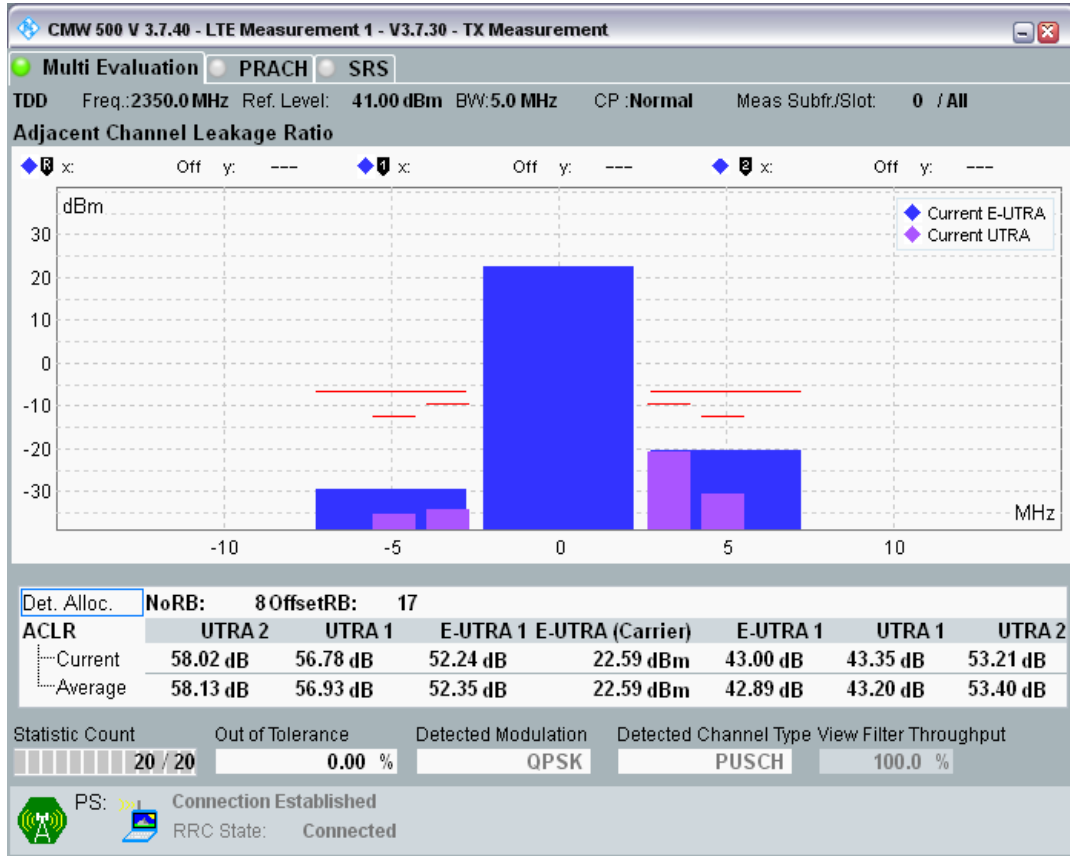 CMW 500 V 3.7.40 - LTE Measurement 1 - V3.7.30 - TX Measurement
Multi Evaluation PRACH SRS
TDD Freq.:2350.0 MHz Ref. Level: 41.00 dBm BW:5.0 MHz CP :Normal Meas Subfr./Slot: 0 / All
Adjacent Channel Leakage Ratio
R x: Off y: --- 1 x: Off y: --- 2 x: Off y: ---
dBm
Current E-UTRA
Current UTRA
30
20
10
0
-10
-20
-30
MHz
-10 -5 0 5 10
Det. Alloc. NoRB: 8 OffsetRB: 17
ACLR UTRA 2 UTRA 1 E-UTRA 1 E-UTRA (Carrier) E-UTRA 1 UTRA 1 UTRA 2
Current 58.02 dB 56.78 dB 52.24 dB 22.59 dBm 43.00 dB 43.35 dB 53.21 dB
Average 58.13 dB 56.93 dB 52.35 dB 22.59 dBm 42.89 dB 43.20 dB 53.40 dB
Statistic Count Out of Tolerance Detected Modulation Detected Channel Type View Filter Throughput
20 / 20 0.00 % QPSK PUSCH 100.0 %
PS: Connection Established
RRC State: Connected